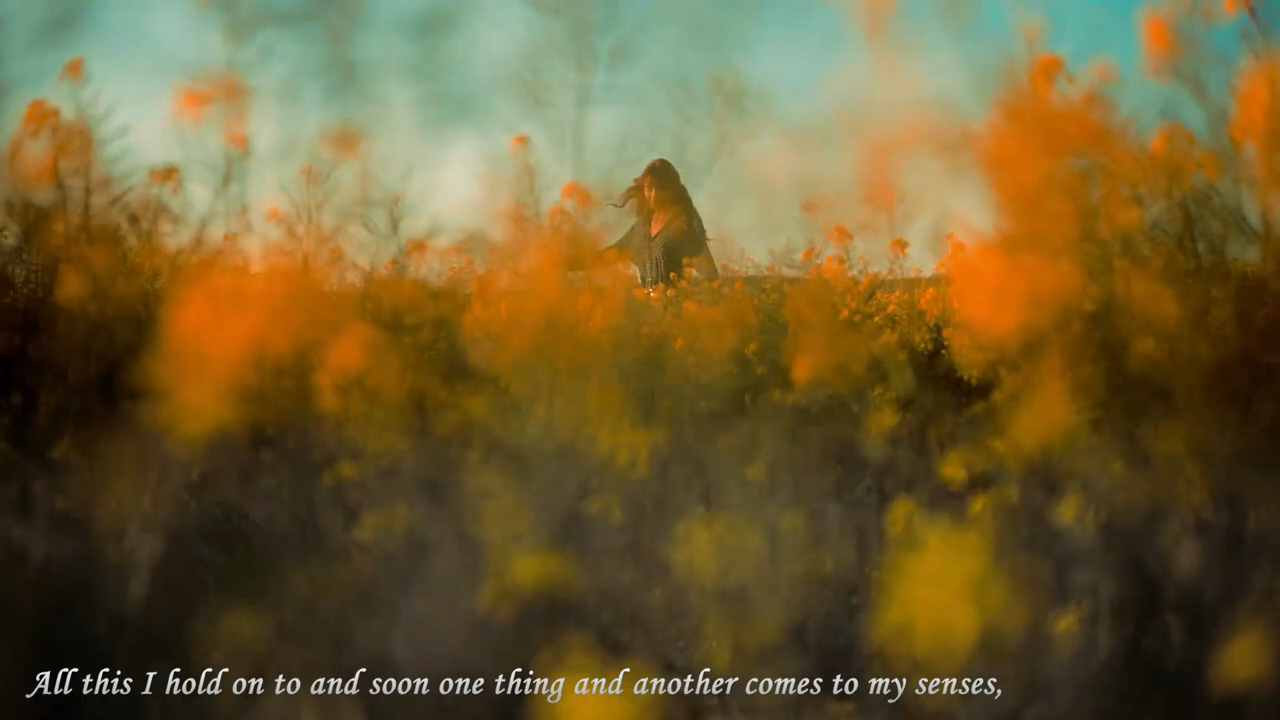 All this I hold on to and soon one thing and another comes to my senses,